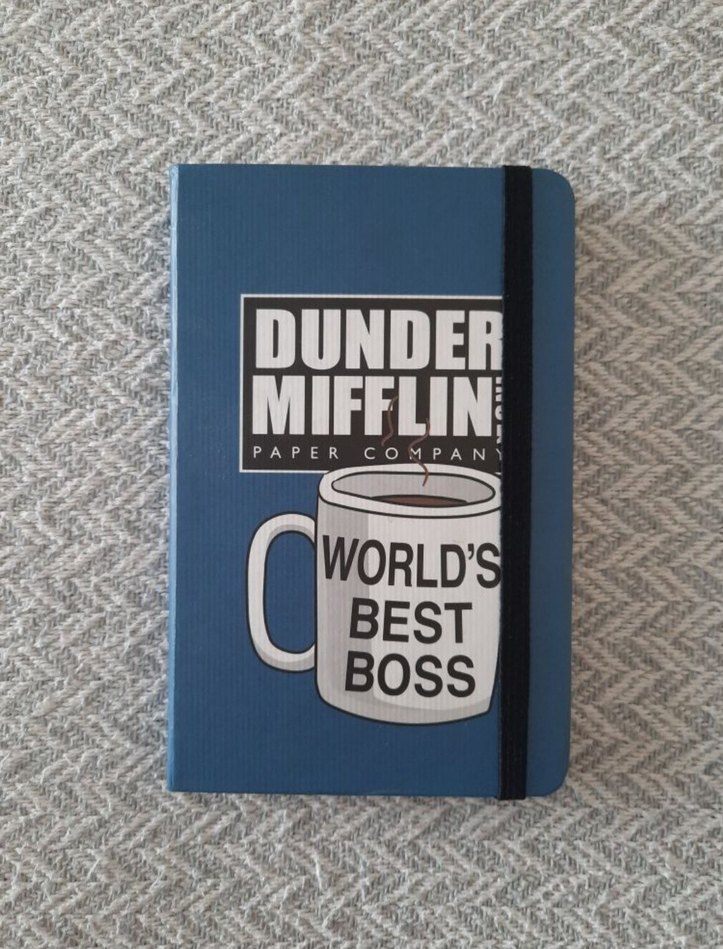 DUNDER
MIFFLIN
PAPER COMPANY
WORLD'S
BEST
BOSS